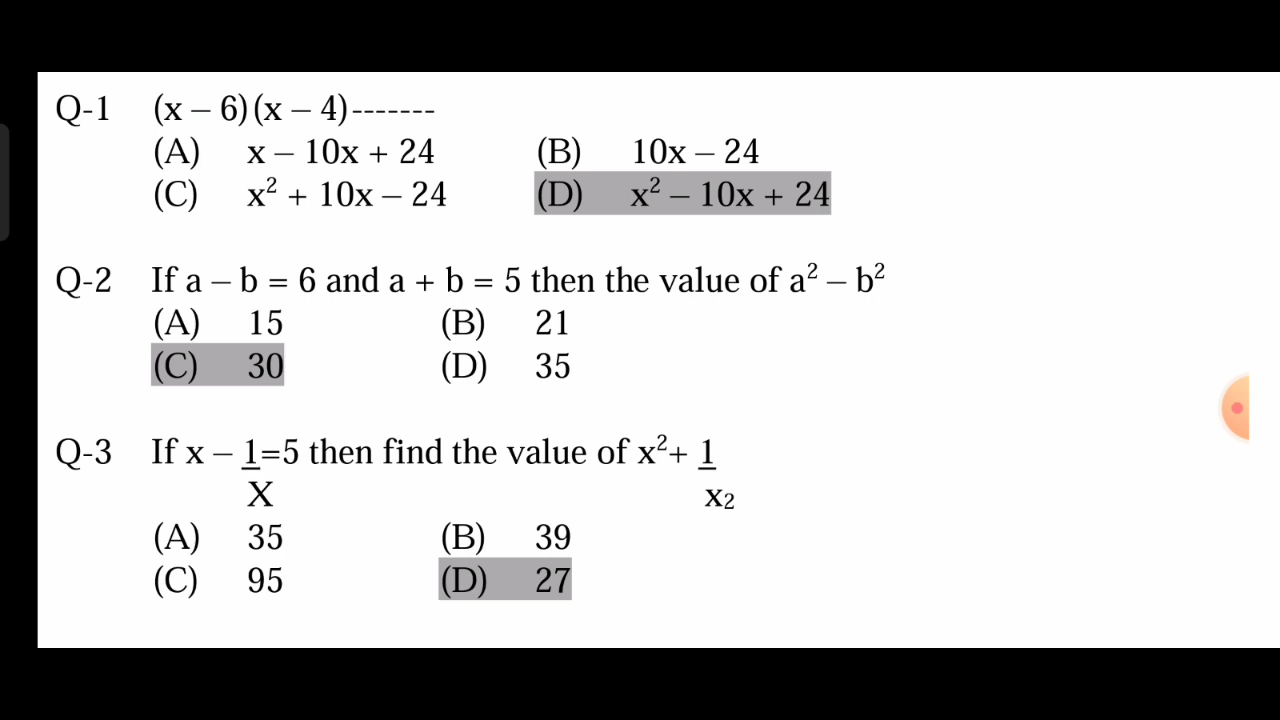 Q-1 (x – 6)(x – 4)-------
(A) x – 10x + 24 (B) 10x – 24
(C) x² + 10x – 24 (D) x² – 10x + 24
Q-2 If a – b = 6 and a + b = 5 then the value of a² – b²
(A) 15 (B) 21
(C) 30 (D) 35
Q-3 If x – 1=5 then find the value of x²+ 1
X x₂
(A) 35 (B) 39
(C) 95 (D) 27